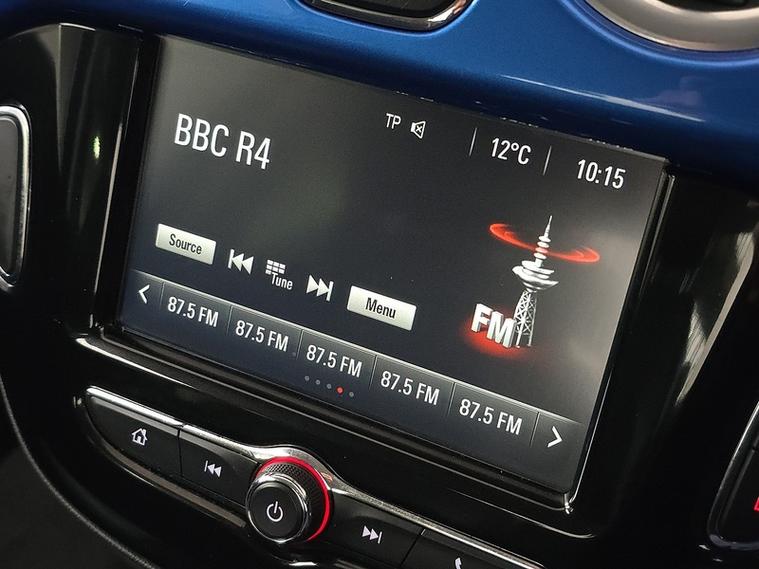 TP
12°C
10:15
BBC R4
Source
Tune
Menu
FM
87.5 FM
87.5 FM
87.5 FM
87.5 FM
87.5 FM